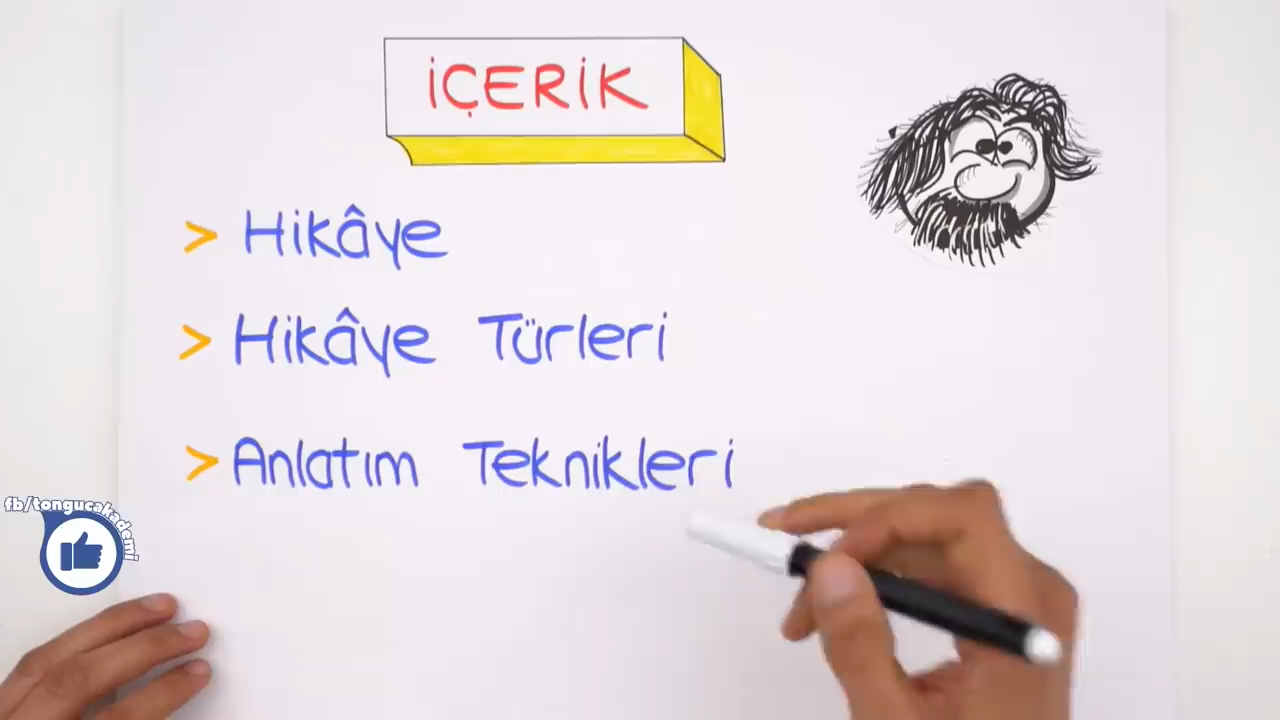 İÇERİK
> Hikâye
> Hikâye Türleri
> Anlatım Teknikleri
fb/tongucakademi